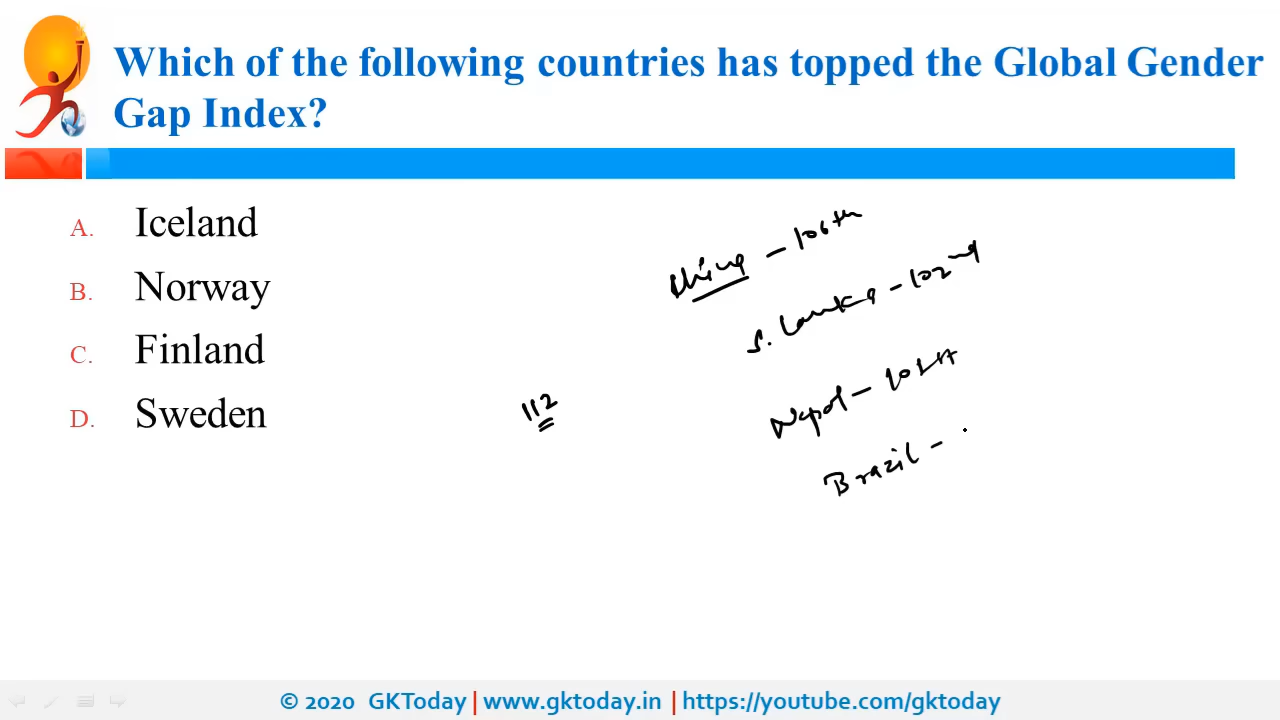 Which of the following countries has topped the Global Gender
Gap Index?
A. Iceland
B. Norway
C. Finland
D. Sweden
China - 106th
S. Lanka - 102nd
Nepal - 101st
Brazil -
112
© 2020 GKToday | www.gktoday.in | https://youtube.com/gktoday